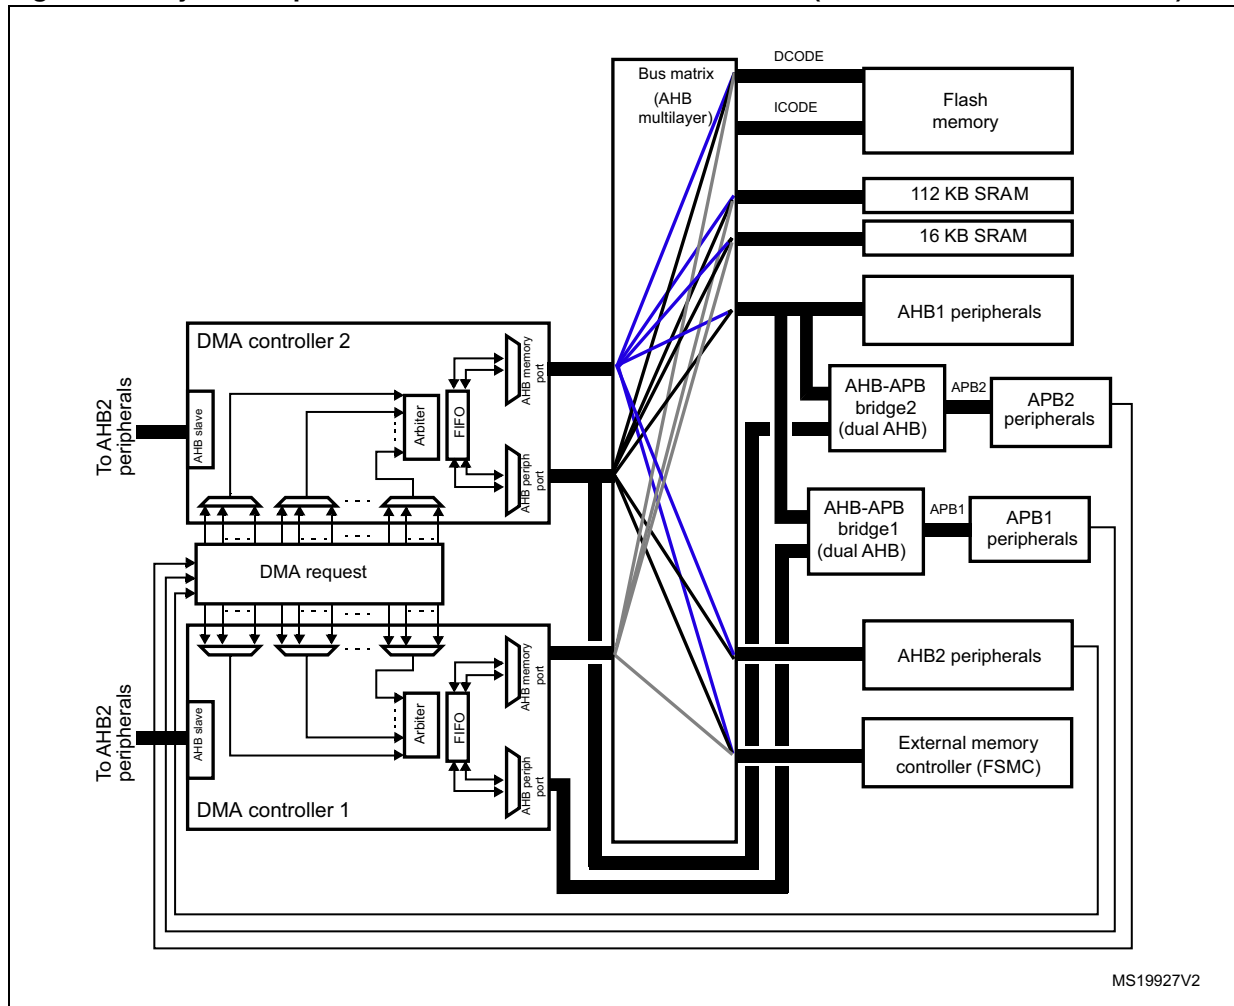 Bus matrix
(AHB
multilayer)
DCODE
ICODE
Flash
memory
112 KB SRAM
16 KB SRAM
AHB1 peripherals
DMA controller 2
To AHB2
peripherals
AHB slave
Arbiter
FIFO
AHB memory
port
AHB periph
port
AHB-APB
bridge2
(dual AHB)
APB2
APB2
peripherals
AHB-APB
bridge1
(dual AHB)
APB1
APB1
peripherals
DMA request
To AHB2
peripherals
AHB slave
Arbiter
FIFO
AHB memory
port
AHB periph
port
DMA controller 1
AHB2 peripherals
External memory
controller (FSMC)
MS19927V2